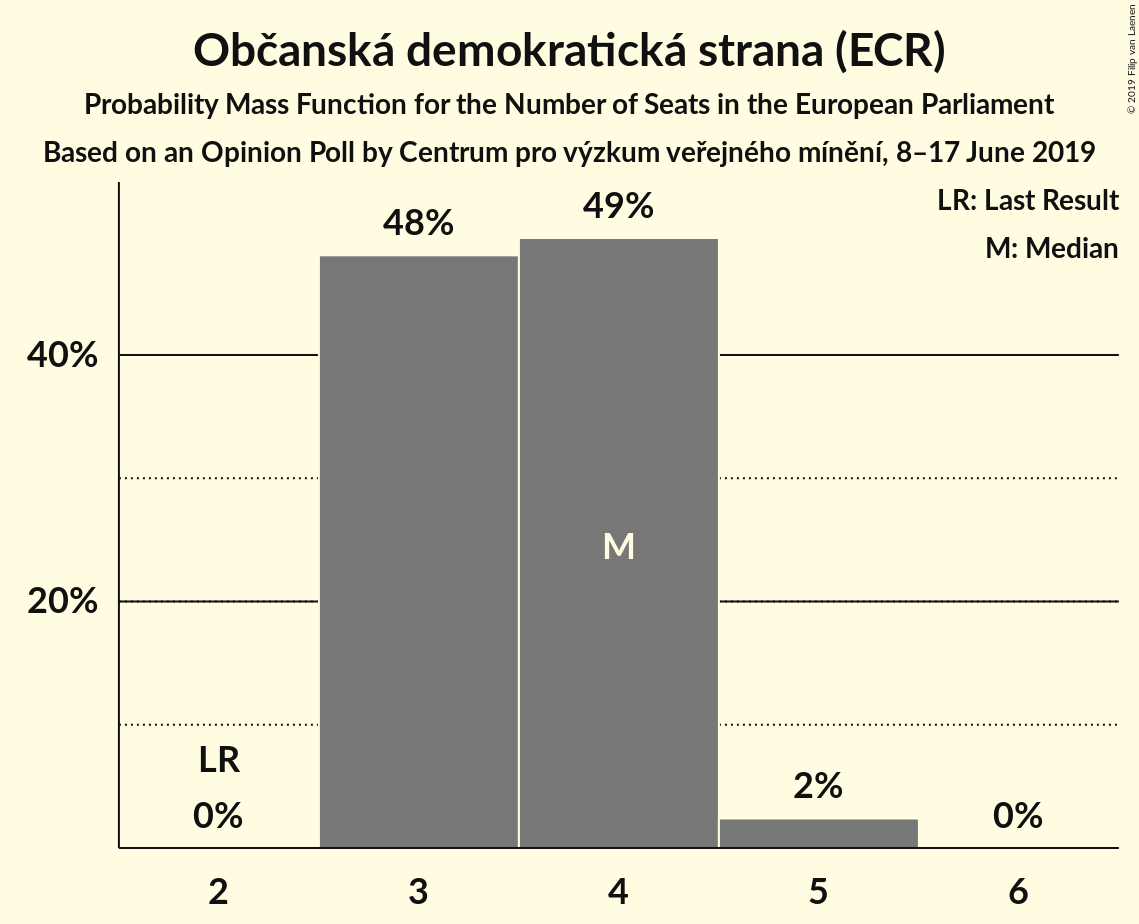 Občanská demokratická strana (ECR)
Probability Mass Function for the Number of Seats in the European Parliament
Based on an Opinion Poll by Centrum pro výzkum veřejného mínění, 8–17 June 2019
© 2019 Filip van Laenen
LR: Last Result
M: Median
48%
49%
40%
M
20%
LR
0%
2%
0%
2
3
4
5
6